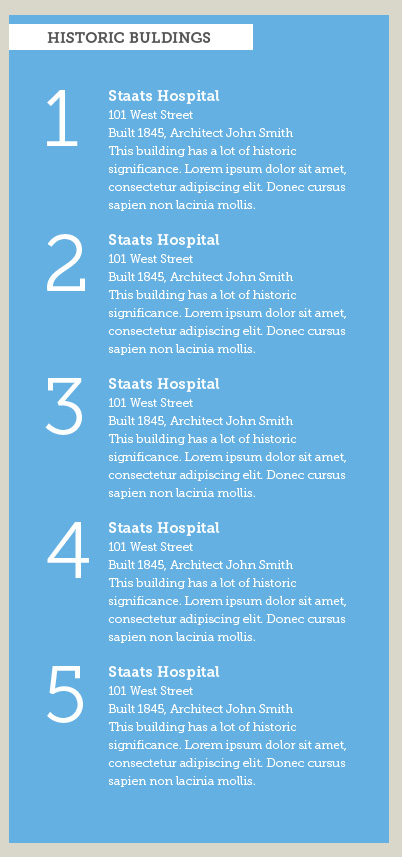 HISTORIC BULDINGS
1
Staats Hospital
101 West Street
Built 1845, Architect John Smith
This building has a lot of historic
significance. Lorem ipsum dolor sit amet,
consectetur adipiscing elit. Donec cursus
sapien non lacinia mollis.
2
Staats Hospital
101 West Street
Built 1845, Architect John Smith
This building has a lot of historic
significance. Lorem ipsum dolor sit amet,
consectetur adipiscing elit. Donec cursus
sapien non lacinia mollis.
3
Staats Hospital
101 West Street
Built 1845, Architect John Smith
This building has a lot of historic
significance. Lorem ipsum dolor sit amet,
consectetur adipiscing elit. Donec cursus
sapien non lacinia mollis.
4
Staats Hospital
101 West Street
Built 1845, Architect John Smith
This building has a lot of historic
significance. Lorem ipsum dolor sit amet,
consectetur adipiscing elit. Donec cursus
sapien non lacinia mollis.
5
Staats Hospital
101 West Street
Built 1845, Architect John Smith
This building has a lot of historic
significance. Lorem ipsum dolor sit amet,
consectetur adipiscing elit. Donec cursus
sapien non lacinia mollis.